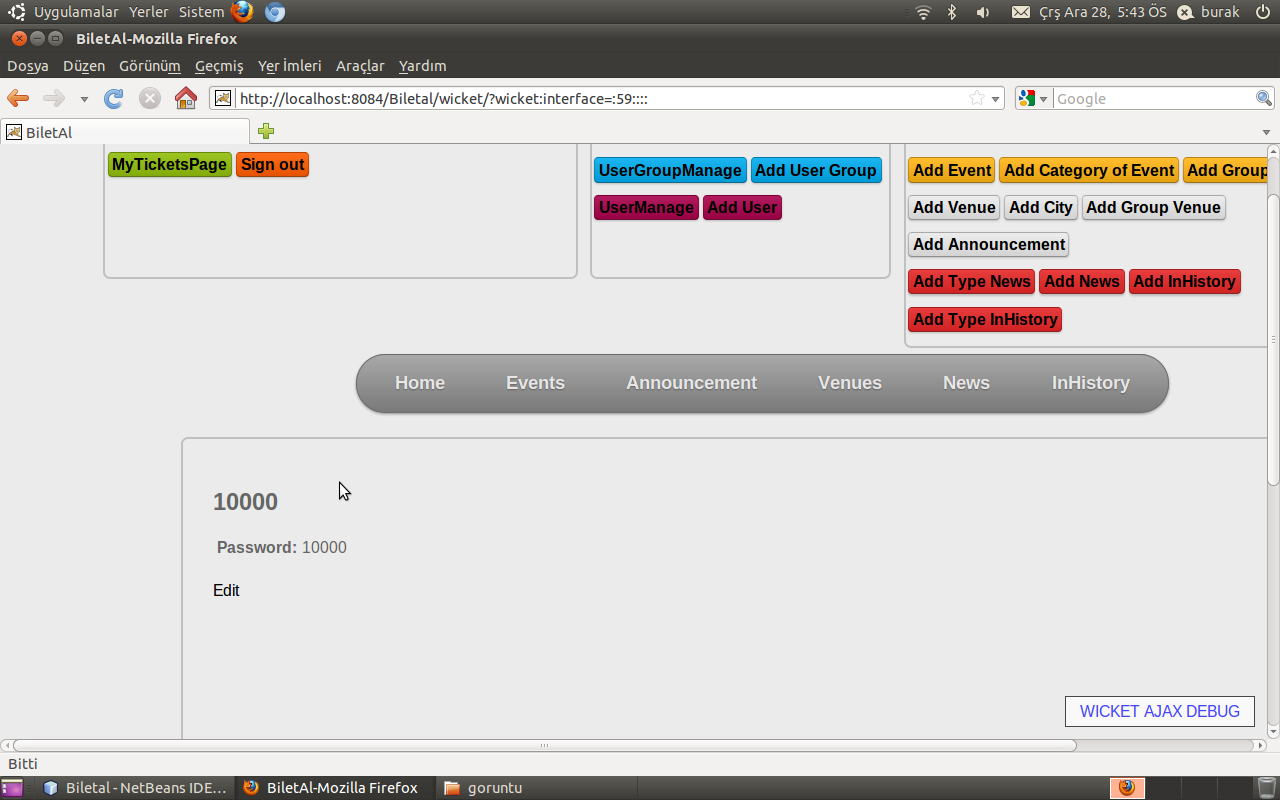 Uygulamalar Yerler Sistem Çrş Ara 28, 5:43 ÖS burak
BiletAl-Mozilla Firefox
Dosya Düzen Görünüm Geçmiş Yer İmleri Araçlar Yardım
http://localhost:8084/Biletal/wicket/?wicket:interface=:59:::: Google
BiletAl
MyTicketsPage Sign out UserGroupManage Add User Group Add Event Add Category of Event Add Group
UserManage Add User Add Venue Add City Add Group Venue
Add Announcement
Add Type News Add News Add InHistory
Add Type InHistory
Home Events Announcement Venues News InHistory
10000
Password: 10000
Edit
WICKET AJAX DEBUG
Bitti
Biletal - NetBeans IDE... BiletAl-Mozilla Firefox goruntu